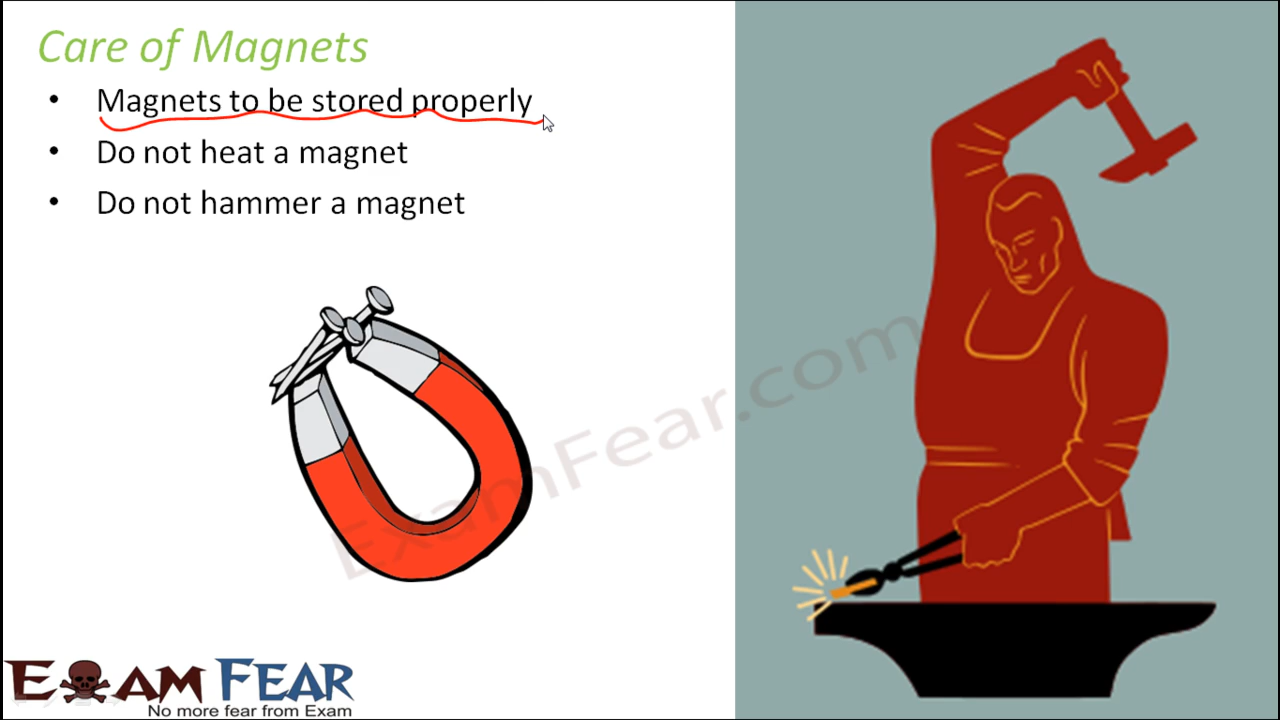 Care of Magnets
• Magnets to be stored properly
• Do not heat a magnet
• Do not hammer a magnet
ExamFear.com
EXAM FEAR
No more fear from Exam